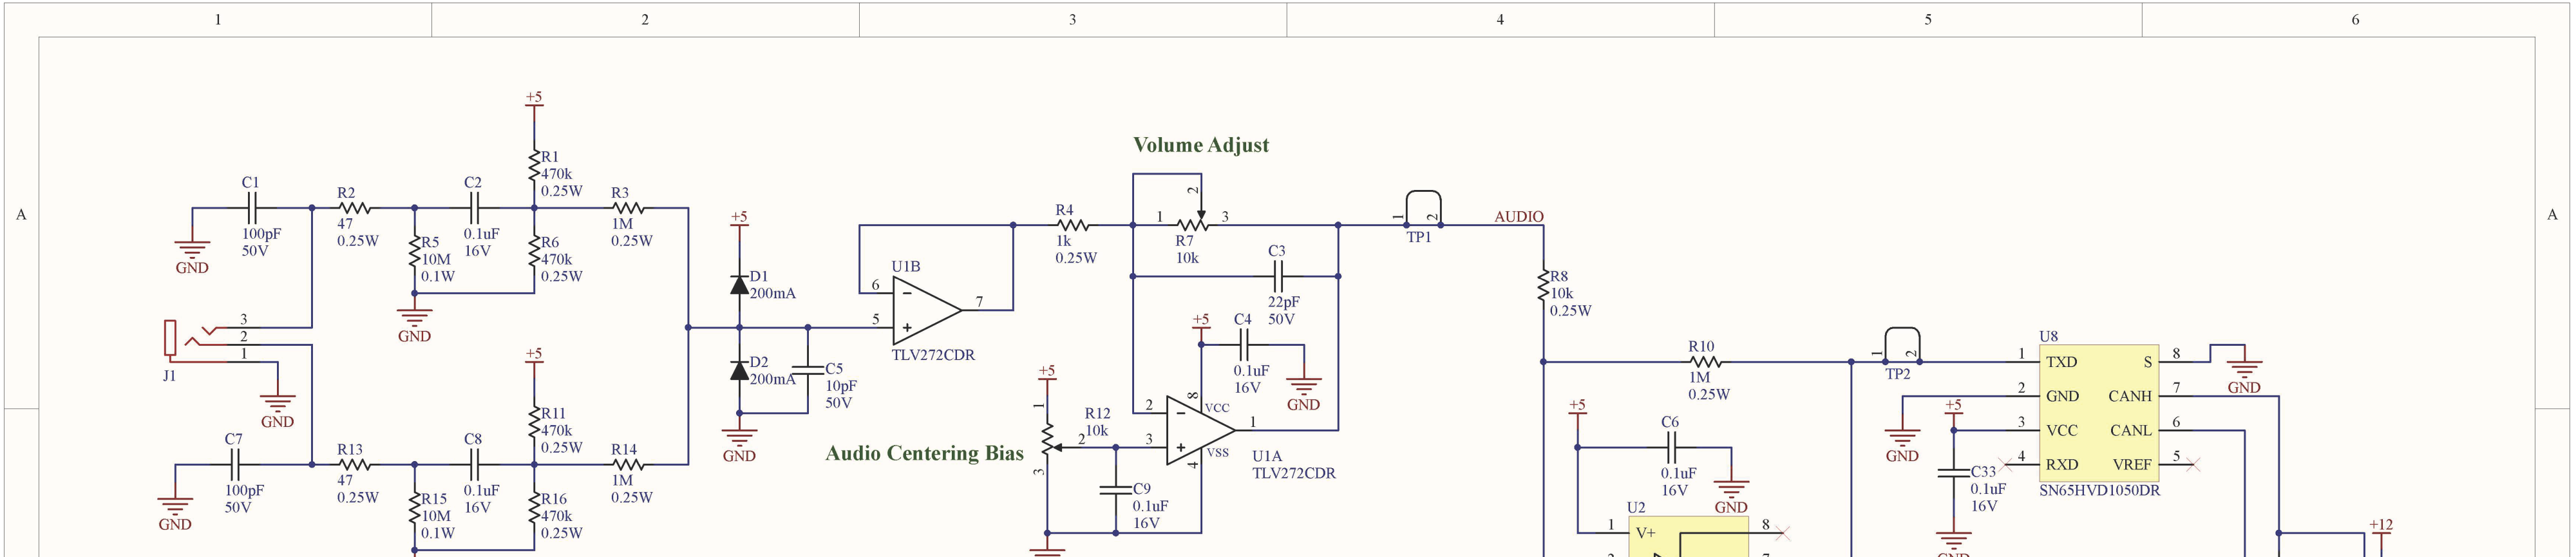 1
2
3
4
5
6
A
A
+5
R1
470k
0.25W
C1
100pF
50V
GND
R2
47
0.25W
C2
0.1uF
16V
R5
10M
0.1W
GND
R6
470k
0.25W
R3
1M
0.25W
3
2
1
J1
GND
C7
100pF
50V
GND
R13
47
0.25W
C8
0.1uF
16V
R15
10M
0.1W
+5
R11
470k
0.25W
R16
470k
0.25W
R14
1M
0.25W
+5
D1
200mA
D2
200mA
C5
10pF
50V
GND
U1B
6
5
7
TLV272CDR
R4
1k
0.25W
Volume Adjust
1
2
3
R7
10k
C3
22pF
50V
+5
C4
0.1uF
16V
GND
+5
1
2
3
R12
10k
Audio Centering Bias
C9
0.1uF
16V
2
3
8
VCC
VSS
4
1
U1A
TLV272CDR
1
2
TP1
AUDIO
R8
10k
0.25W
R10
1M
0.25W
+5
C6
0.1uF
16V
GND
U2
1
V+
8
1
2
TP2
U8
1
TXD
2
GND
3
VCC
4
RXD
S
8
CANH
7
CANL
6
VREF
5
SN65HVD1050DR
GND
GND
+5
C33
0.1uF
16V
+12